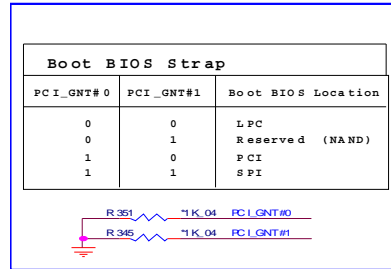 Boot BIOS Strap
PCI_GNT#0 PCI_GNT#1 Boot BIOS Location
0 0 LPC
0 1 Reserved (NAND)
1 0 PCI
1 1 SPI
R351 *1K_04 PCI_GNT#0
R345 *1K_04 PCI_GNT#1